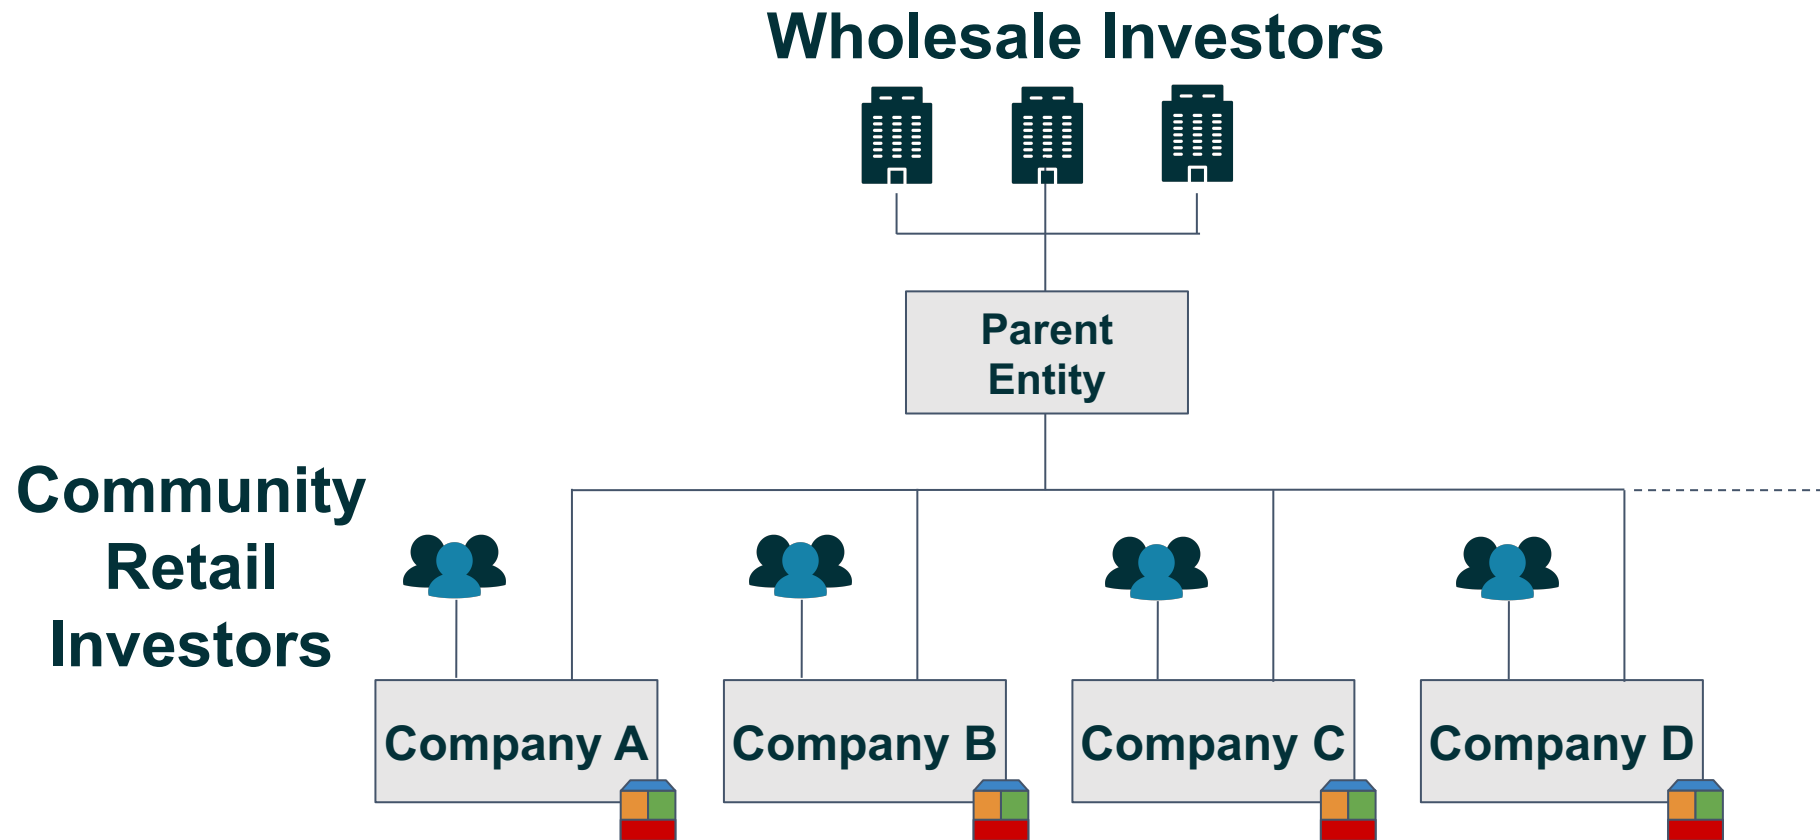 Wholesale Investors
Parent
Entity
Community
Retail
Investors
Company A
Company B
Company C
Company D